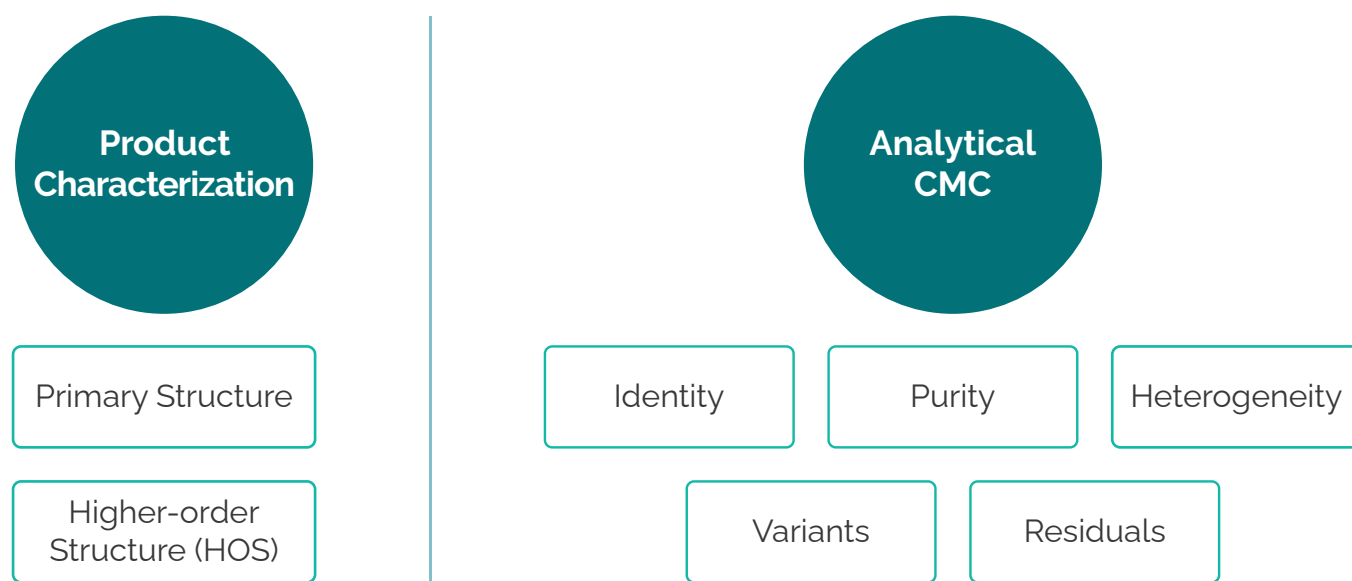 Product
Characterization
Primary Structure
Higher-order
Structure (HOS)
Analytical
CMC
Identity
Purity
Heterogeneity
Variants
Residuals